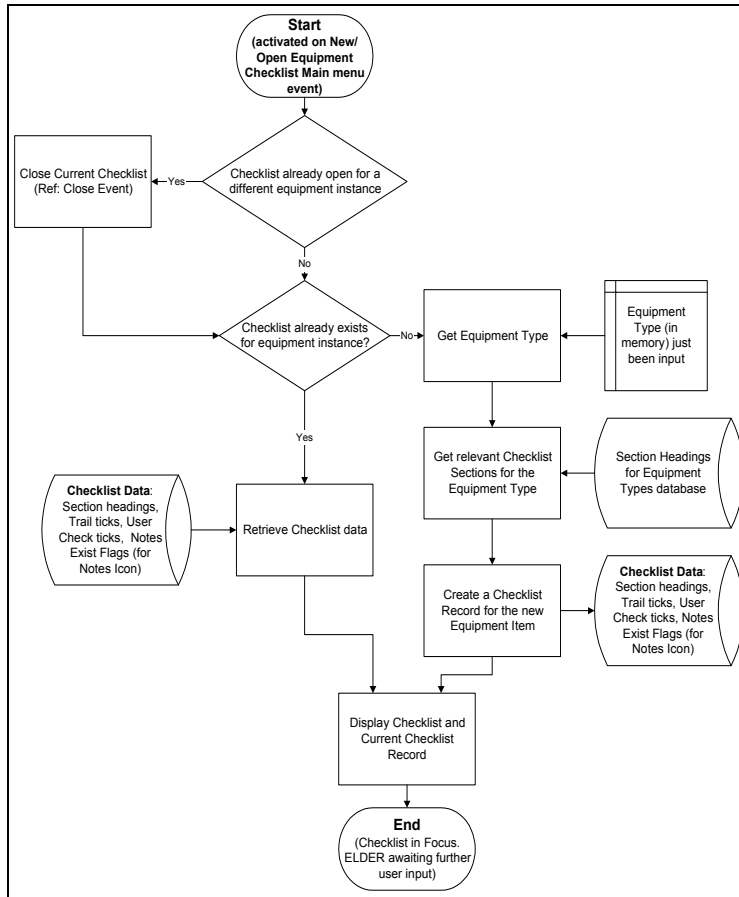 Start
(activated on New/
Open Equipment
Checklist Main menu
event)
Close Current Checklist
(Ref: Close Event)
Yes
Checklist already open for a
different equipment instance
No
Checklist already exists
for equipment instance?
No
Get Equipment Type
Equipment
Type (in
memory) just
been input
Yes
Get relevant Checklist
Sections for the
Equipment Type
Section Headings
for Equipment
Types database
Checklist Data:
Section headings,
Trail ticks, User
Check ticks, Notes
Exist Flags (for
Notes Icon)
Retrieve Checklist data
Create a Checklist
Record for the new
Equipment Item
Checklist Data:
Section headings,
Trail ticks, User
Check ticks, Notes
Exist Flags (for
Notes Icon)
Display Checklist and
Current Checklist
Record
End
(Checklist in Focus.
ELDER awaiting further
user input)